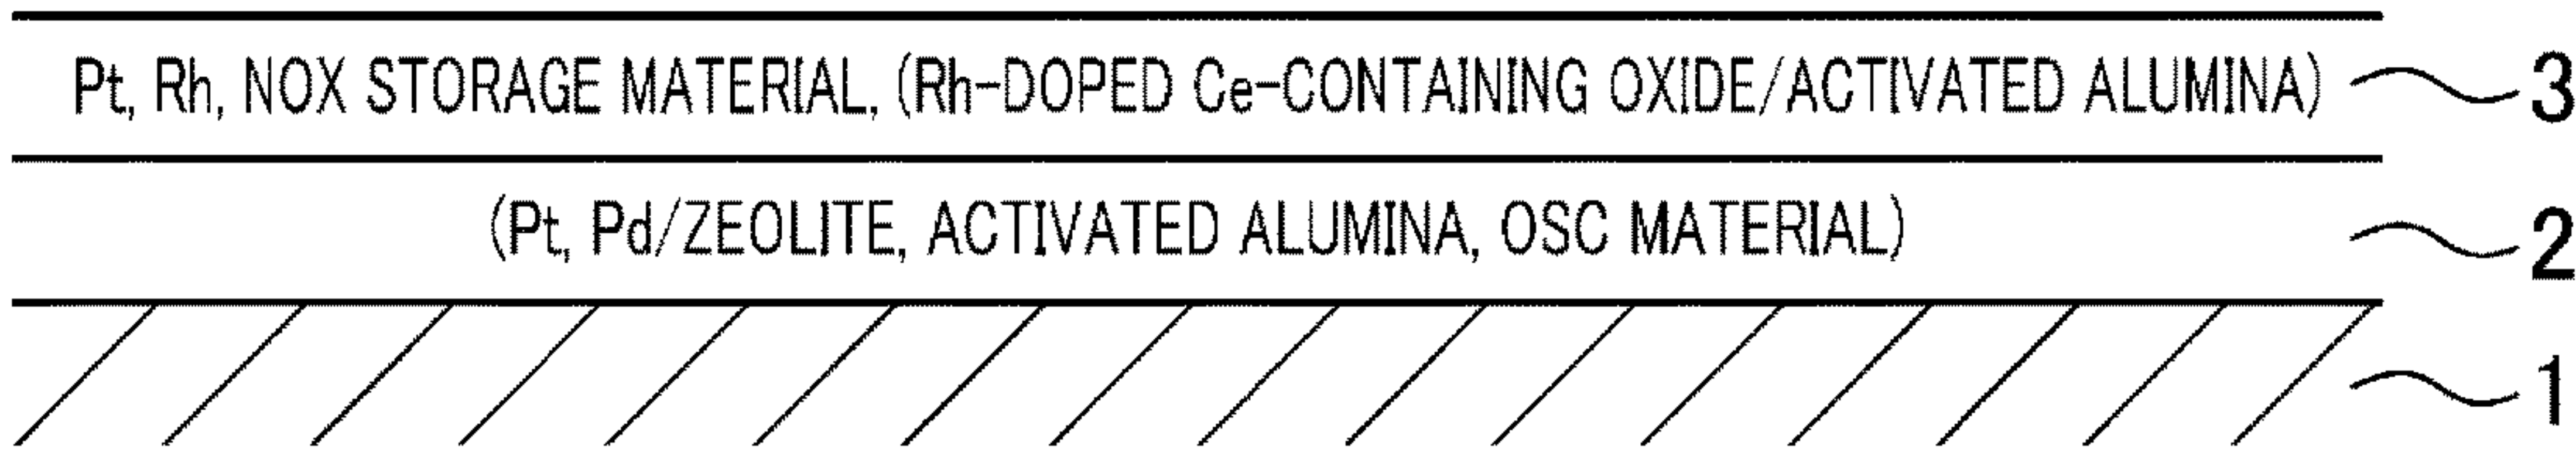 Pt, Rh, NOX STORAGE MATERIAL, (Rh-DOPED Ce-CONTAINING OXIDE/ACTIVATED ALUMINA) 3
(Pt, Pd/ZEOLITE, ACTIVATED ALUMINA, OSC MATERIAL) 2
1